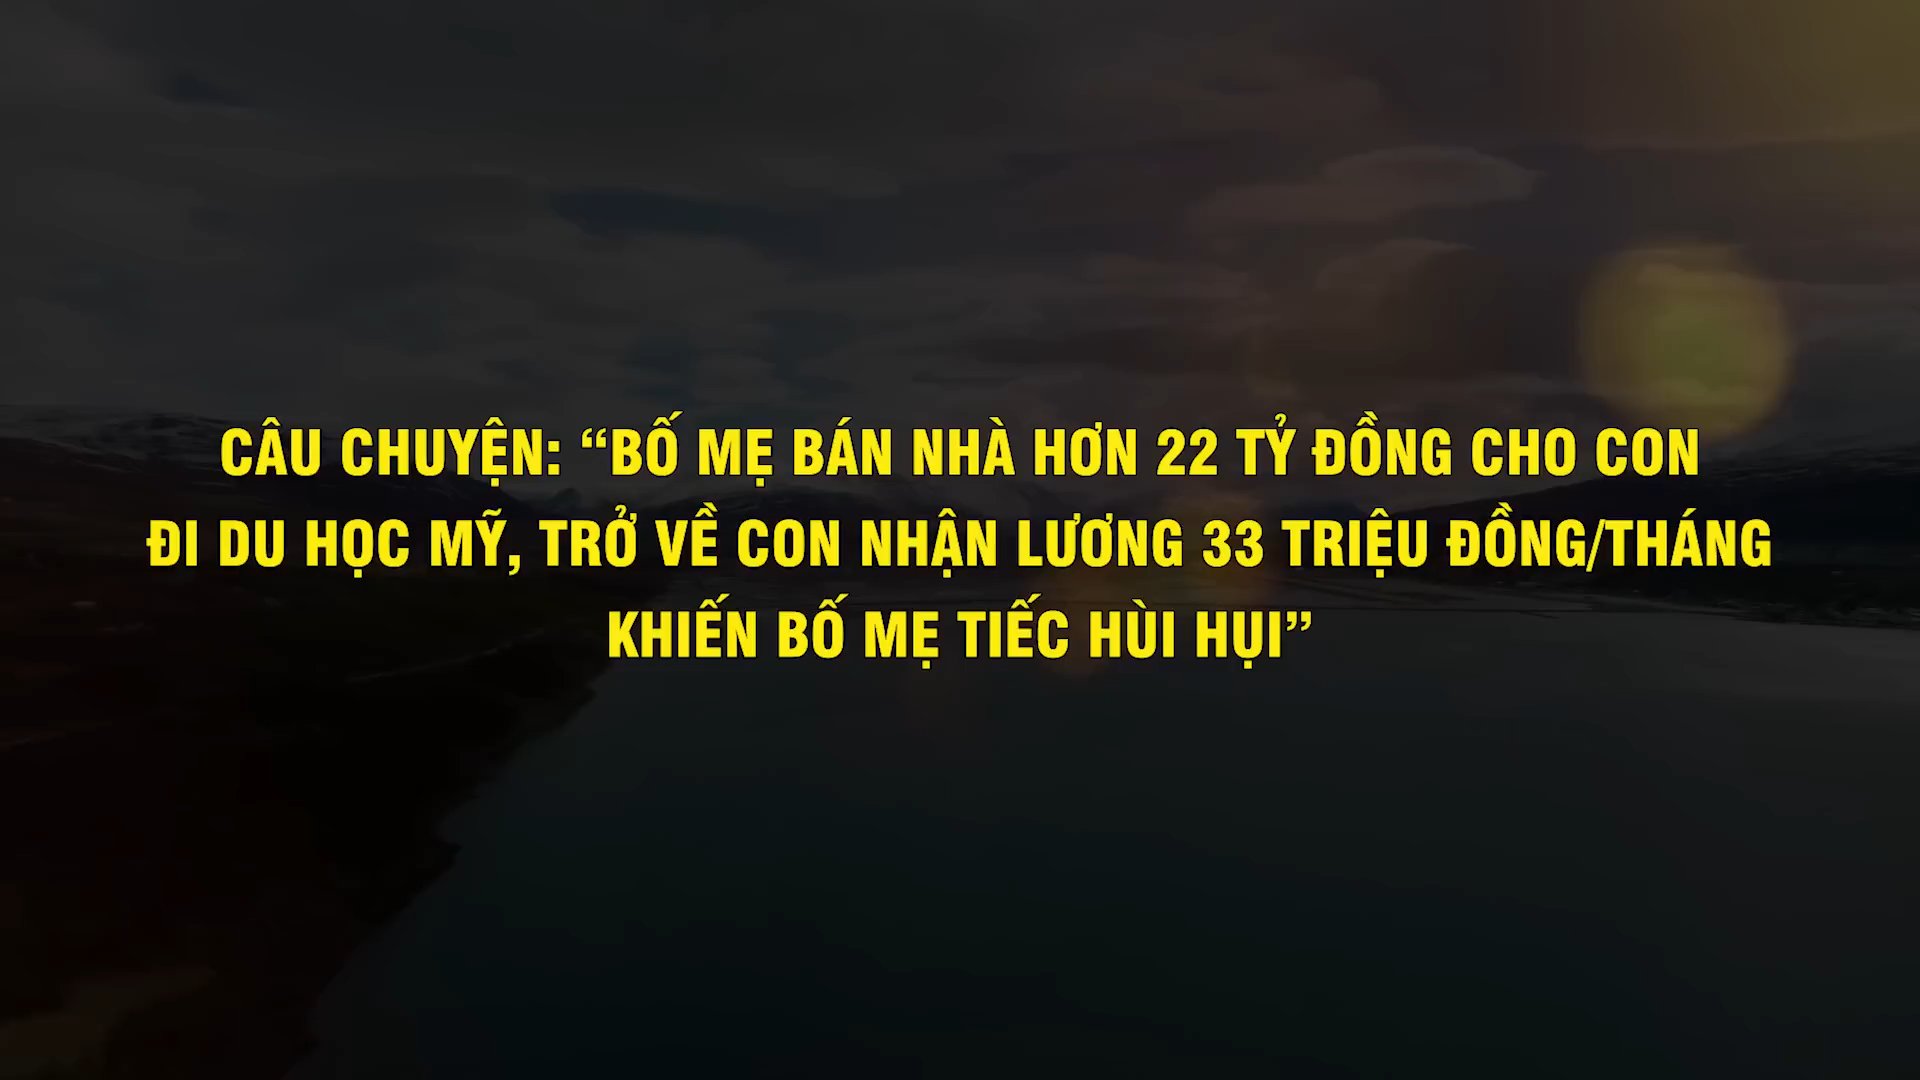 CÂU CHUYỆN: “BỐ MẸ BÁN NHÀ HƠN 22 TỶ ĐỒNG CHO CON
ĐI DU HỌC MỸ, TRỞ VỀ CON NHẬN LƯƠNG 33 TRIỆU ĐỒNG/THÁNG
KHIẾN BỐ MẸ TIẾC HÙI HỤI”